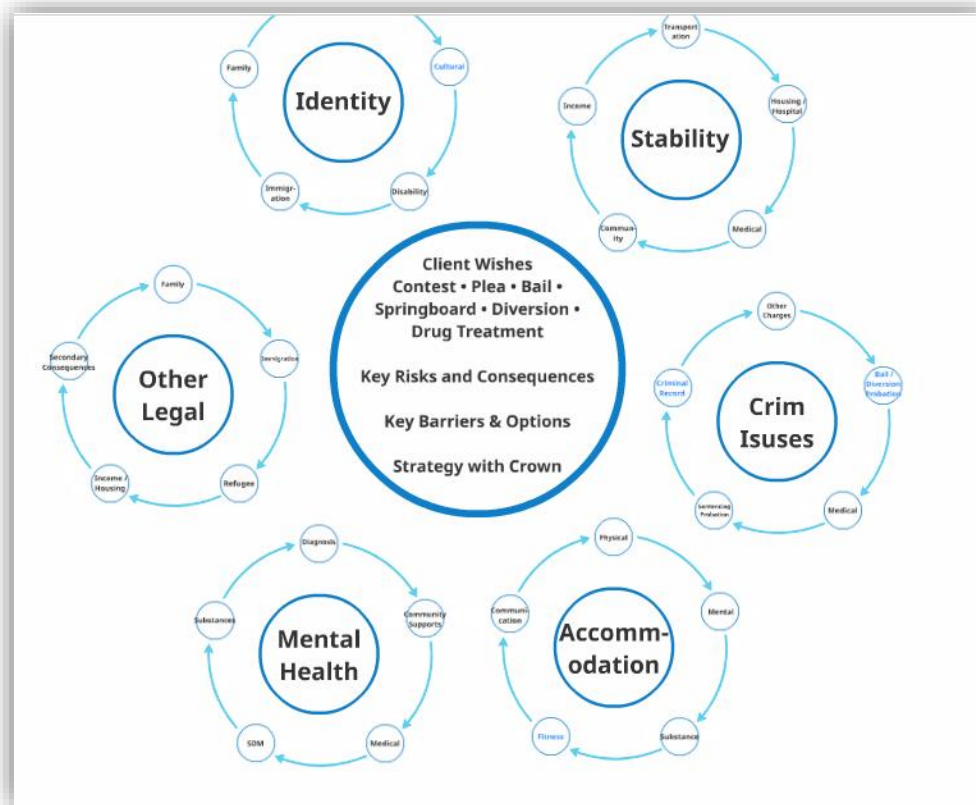 Identity
Family
Cultural
Disability
Immigr-
ation
Stability
Transport
ation
Housing /
Hospital
Medical
Commun-
ity
Income
Client Wishes
Contest • Plea • Bail •
Springboard • Diversion •
Drug Treatment
Key Risks and Consequences
Key Barriers & Options
Strategy with Crown
Other
Legal
Family
Immigration
Refugee
Income /
Housing
Secondary
Consequences
Crim
Isuses
Other
Charges
Bail /
Diversion
Probation
Medical
Sentencing
Probation
Criminal
Record
Mental
Health
Diagnosis
Community
Supports
Medical
SDM
Substances
Accomm-
odation
Physical
Mental
Substance
Fitness
Communi-
cation